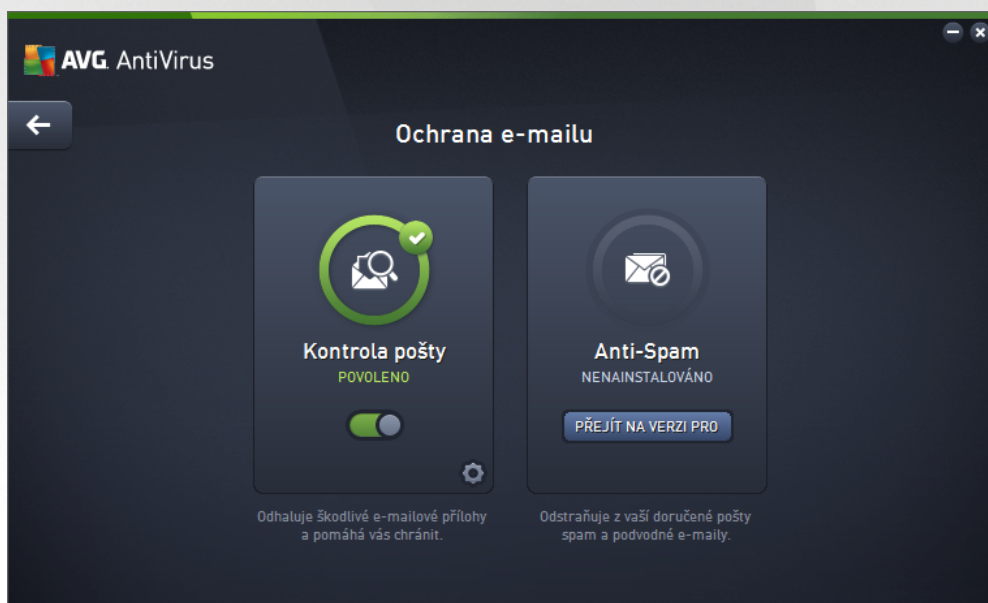 AVG. AntiVirus
Ochrana e-mailu
Kontrola pošty
POVOLENO
Odhaluje škodlivé e-mailové přílohy
a pomáhá vás chránit.
Anti-Spam
NENAINSTALOVÁNO
PŘEJÍT NA VERZI PRO
Odstraňuje z vaší doručené pošty
spam a podvodné e-maily.